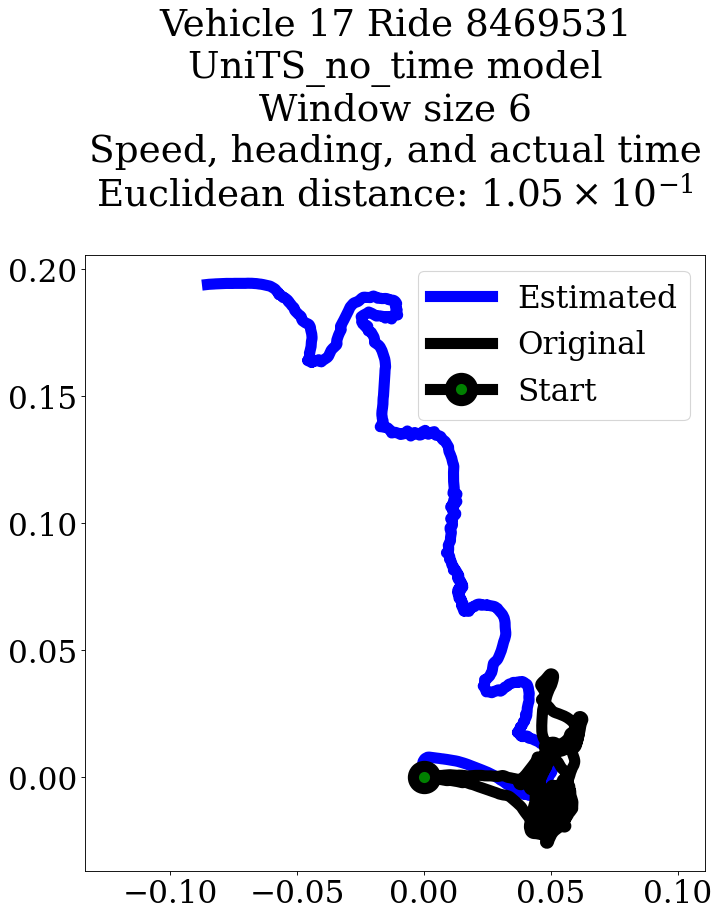 Vehicle 17 Ride 8469531
UniTS_no_time model
Window size 6
Speed, heading, and actual time
Euclidean distance: 1.05 × 10⁻¹
Estimated
Original
Start
0.20
0.15
0.10
0.05
0.00
−0.10 −0.05 0.00 0.05 0.10